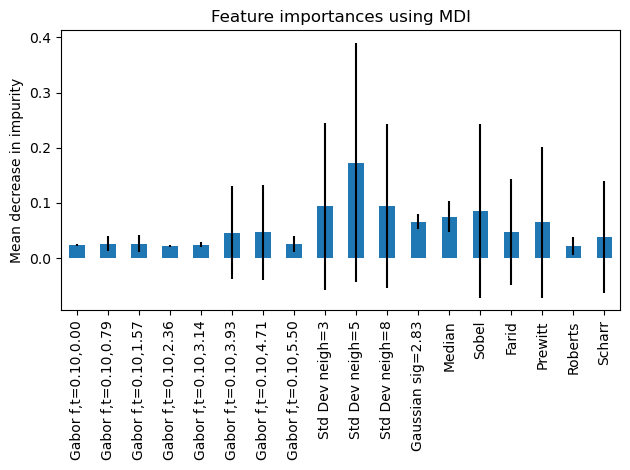 Feature importances using MDI
Mean decrease in impurity
0.4
0.3
0.2
0.1
0.0
Gabor f,t=0.10,0.00
Gabor f,t=0.10,0.79
Gabor f,t=0.10,1.57
Gabor f,t=0.10,2.36
Gabor f,t=0.10,3.14
Gabor f,t=0.10,3.93
Gabor f,t=0.10,4.71
Gabor f,t=0.10,5.50
Std Dev neigh=3
Std Dev neigh=5
Std Dev neigh=8
Gaussian sig=2.83
Median
Sobel
Farid
Prewitt
Roberts
Scharr